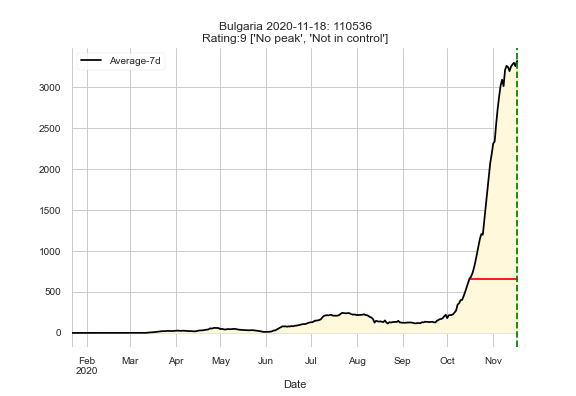 Bulgaria 2020-11-18: 110536
Rating:9 ['No peak', 'Not in control']
Average-7d
3000
2500
2000
1500
1000
500
0
Feb Mar Apr May Jun Jul Aug Sep Oct Nov
2020
Date